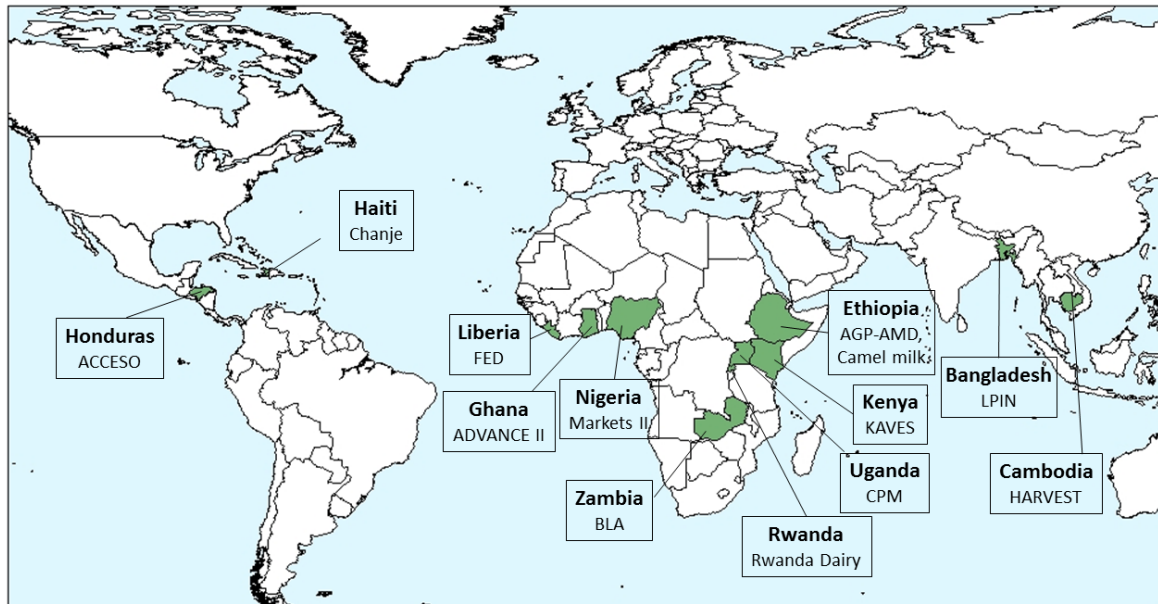 Haiti
Chanje
Honduras
ACCESO
Liberia
FED
Ghana
ADVANCE II
Nigeria
Markets II
Zambia
BLA
Ethiopia
AGP-AMD,
Camel milk
Kenya
KAVES
Uganda
CPM
Rwanda
Rwanda Dairy
Bangladesh
LPIN
Cambodia
HARVEST